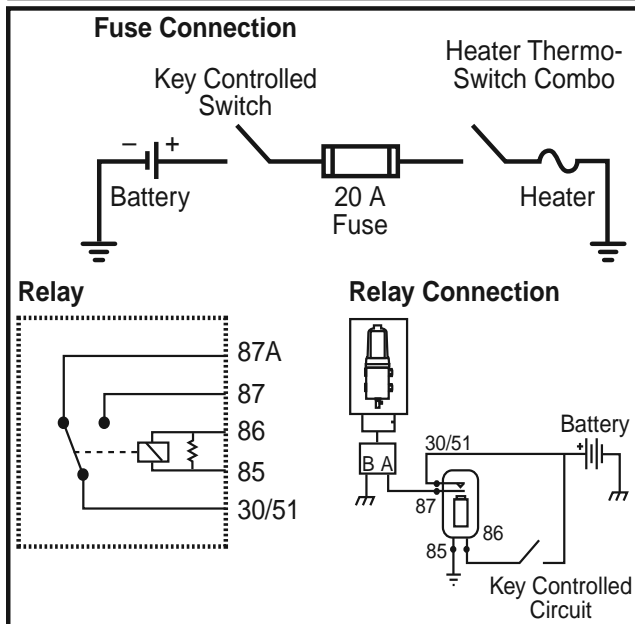 Fuse Connection
Key Controlled
Switch
Heater Thermo-
Switch Combo
– +
Battery
20 A
Fuse
Heater
Relay
87A
87
86
85
30/51
Relay Connection
B A
30/51
Battery
+
87
86
85
Key Controlled
Circuit